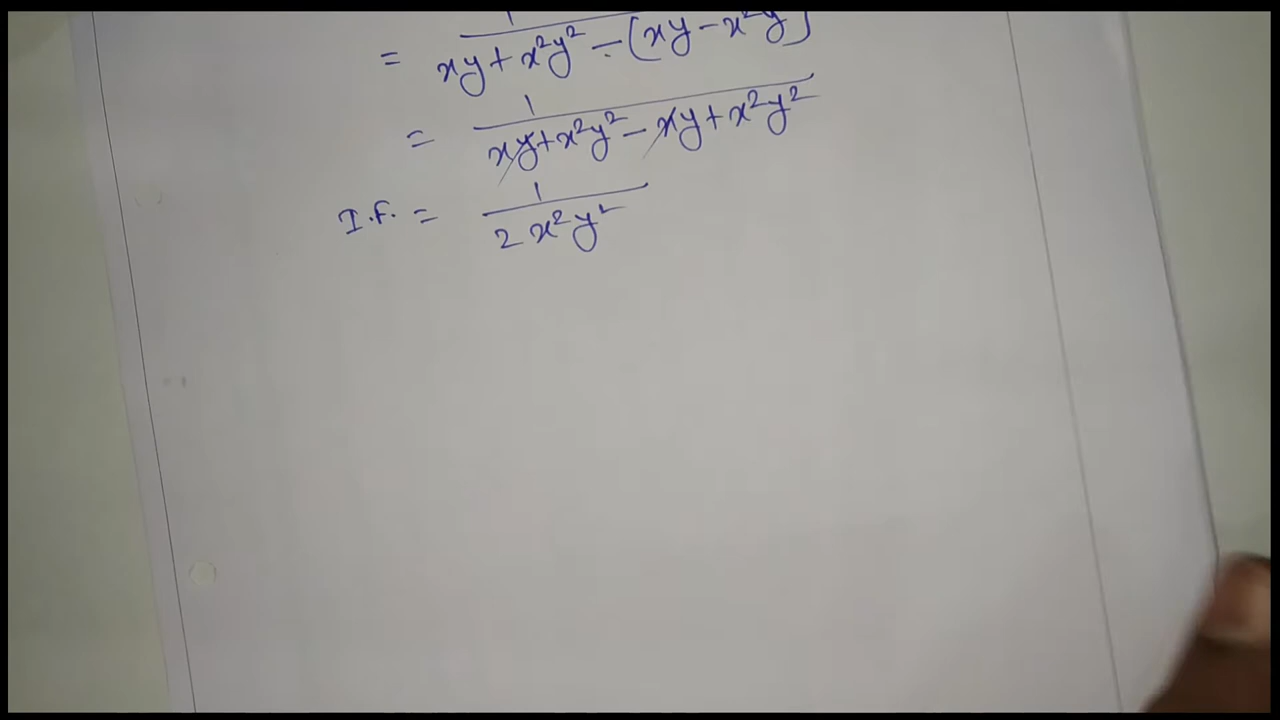 = 1/(xy + x²y² - (xy - x²y²))
= 1/(xy + x²y² - xy + x²y²)
I.F. = 1/(2x²y²)